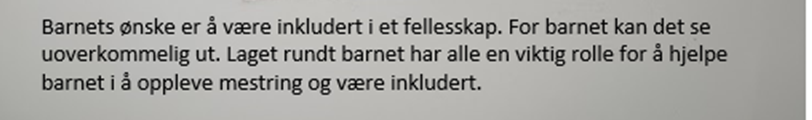 Barnets ønske er å være inkludert i et fellesskap. For barnet kan det se
uoverkommelig ut. Laget rundt barnet har alle en viktig rolle for å hjelpe
barnet i å oppleve mestring og være inkludert.